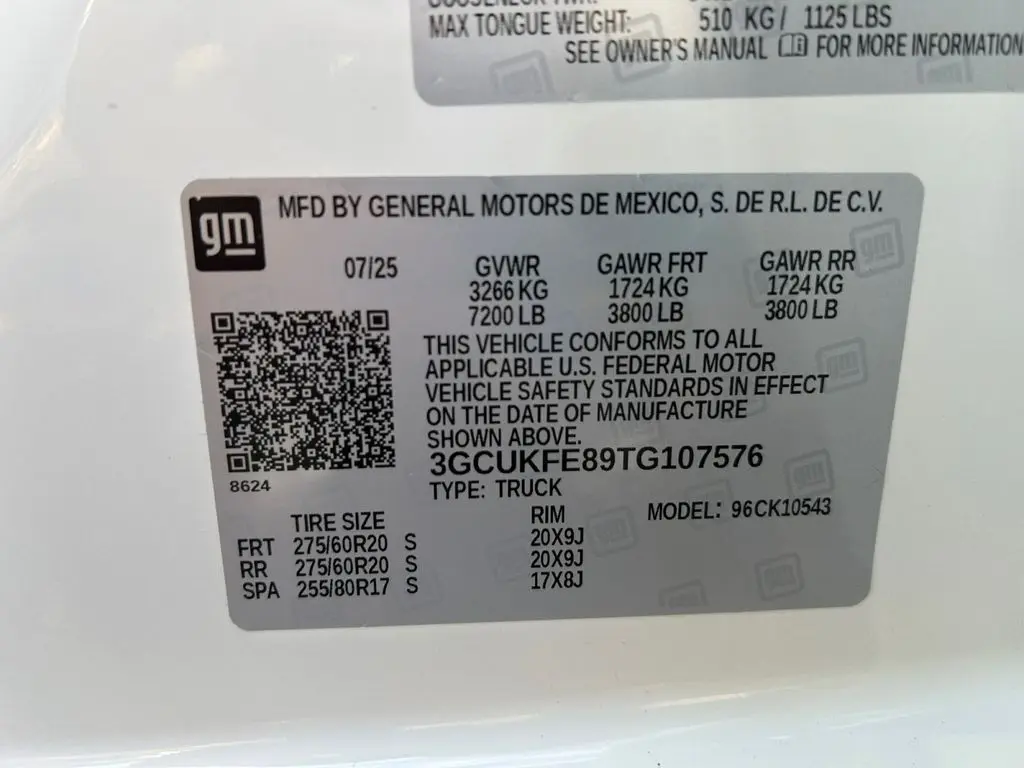 MAX TONGUE WEIGHT: 510 KG / 1125 LBS
SEE OWNER'S MANUAL FOR MORE INFORMATION
gm MFD BY GENERAL MOTORS DE MEXICO, S. DE R.L. DE C.V.
07/25 GVWR GAWR FRT GAWR RR
3266 KG 1724 KG 1724 KG
7200 LB 3800 LB 3800 LB
THIS VEHICLE CONFORMS TO ALL
APPLICABLE U.S. FEDERAL MOTOR
VEHICLE SAFETY STANDARDS IN EFFECT
ON THE DATE OF MANUFACTURE
SHOWN ABOVE.
3GCUKFE89TG107576
8624
TYPE: TRUCK
TIRE SIZE RIM MODEL: 96CK10543
FRT 275/60R20 S 20X9J
RR 275/60R20 S 20X9J
SPA 255/80R17 S 17X8J